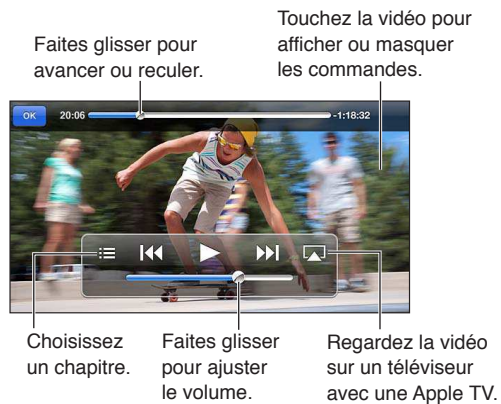 Touchez la vidéo pour
afficher ou masquer
les commandes.
Faites glisser pour
avancer ou reculer.
OK
20:06
-1:18:32
Choisissez
un chapitre.
Faites glisser
pour ajuster
le volume.
Regardez la vidéo
sur un téléviseur
avec une Apple TV.